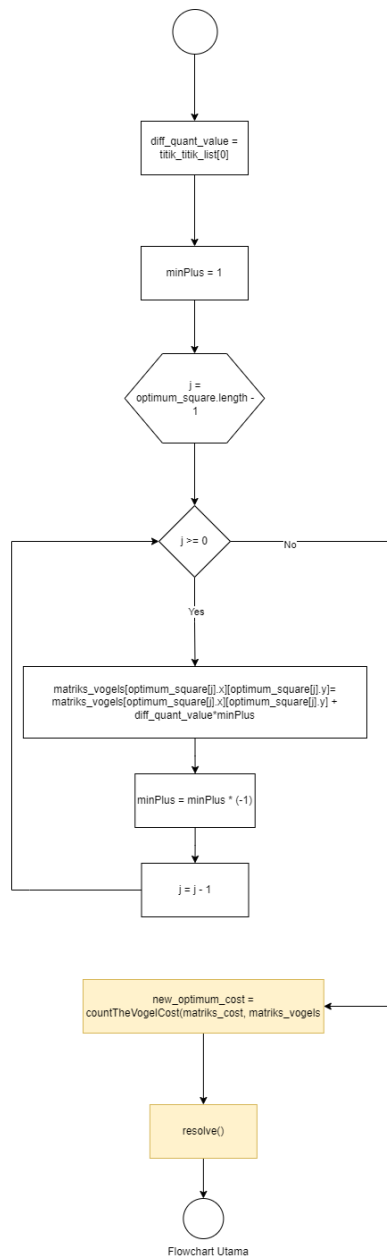 diff_quant_value =
titik_titik_list[0]
minPlus = 1
j =
optimum_square.length -
1
j >= 0
No
Yes
matriks_vogels[optimum_square[j].x][optimum_square[j].y]=
matriks_vogels[optimum_square[j].x][optimum_square[j].y] +
diff_quant_value*minPlus
minPlus = minPlus * (-1)
j = j - 1
new_optimum_cost =
countTheVogelCost(matriks_cost, matriks_vogels
resolve()
Flowchart Utama